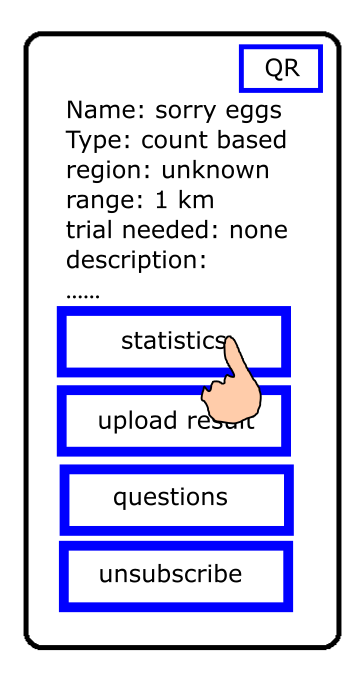 QR
Name: sorry eggs
Type: count based
region: unknown
range: 1 km
trial needed: none
description:
......
statistics
upload result
questions
unsubscribe